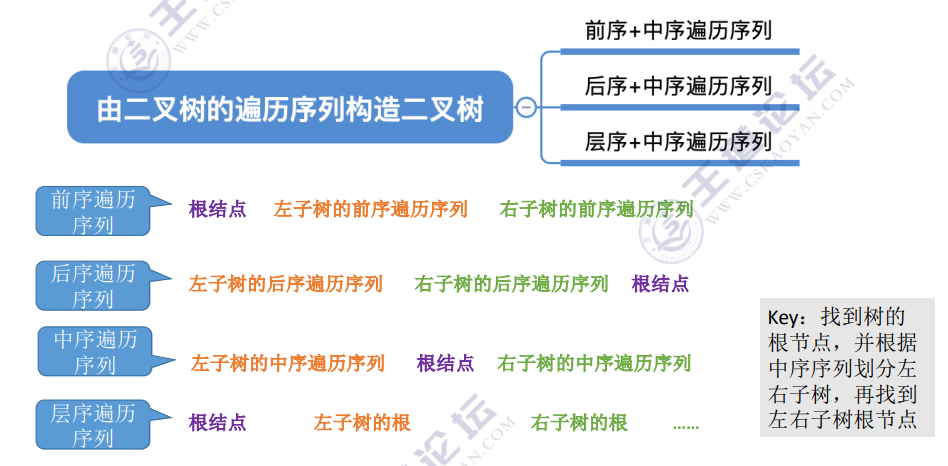 前序+中序遍历序列
由二叉树的遍历序列构造二叉树
后序+中序遍历序列
层序+中序遍历序列
前序遍历
序列
根结点 左子树的前序遍历序列 右子树的前序遍历序列
后序遍历
序列
左子树的后序遍历序列 右子树的后序遍历序列 根结点
中序遍历
序列
左子树的中序遍历序列 根结点 右子树的中序遍历序列
层序遍历
序列
根结点 左子树的根 右子树的根 ……
Key：找到树的
根节点，并根据
中序序列划分左
右子树，再找到
左右子树根节点
王道论坛
WWW.CSKAOYAN.COM
王道论坛
WWW.CSKAOYAN.COM